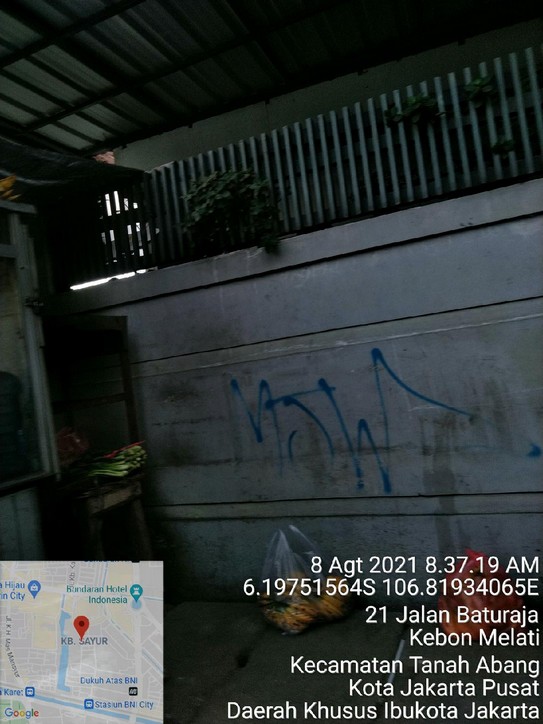 8 Agt 2021 8.37.19 AM
6.19751564S 106.81934065E
21 Jalan Baturaja
Kebon Melati
Kecamatan Tanah Abang
Kota Jakarta Pusat
Daerah Khusus Ibukota Jakarta
Bundaran Hotel
Indonesia
KB. SAYUR
Dukuh Atas BNI
Stasiun BNI City
Google